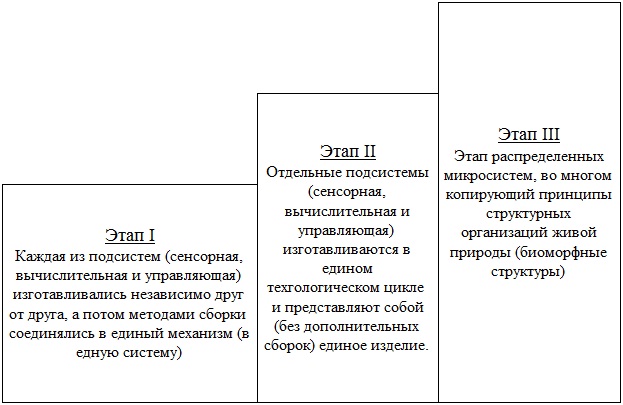 Этап I
Каждая из подсистем (сенсорная,
вычислительная и управляющая)
изготавливались независимо друг
от друга, а потом методами сборки
соединялись в единый механизм (в
едную систему)
Этап II
Отдельные подсистемы
(сенсорная,
вычислительная и
управляющая)
изготавливаются в
едином
техгологическом цикле
и представляют собой
(без дополнительных
сборок) единое изделие.
Этап III
Этап распределенных
микросистем, во многом
копирующий принципы
структурных
организаций живой
природы (биоморфные
структуры)